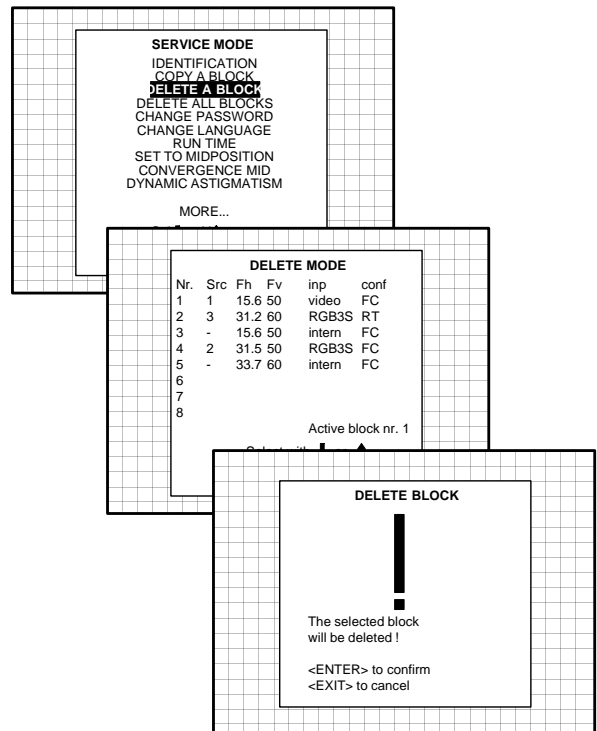 SERVICE MODE
IDENTIFICATION
COPY A BLOCK
DELETE A BLOCK
DELETE ALL BLOCKS
CHANGE PASSWORD
CHANGE LANGUAGE
RUN TIME
SET TO MIDPOSITION
CONVERGENCE MID
DYNAMIC ASTIGMATISM
MORE...
DELETE MODE
Nr. Src Fh Fv inp conf
1 1 15.6 50 video FC
2 3 31.2 60 RGB3S RT
3 - 15.6 50 intern FC
4 2 31.5 50 RGB3S FC
5 - 33.7 60 intern FC
6
7
8
Active block nr. 1
DELETE BLOCK
!
The selected block
will be deleted !
<ENTER> to confirm
<EXIT> to cancel